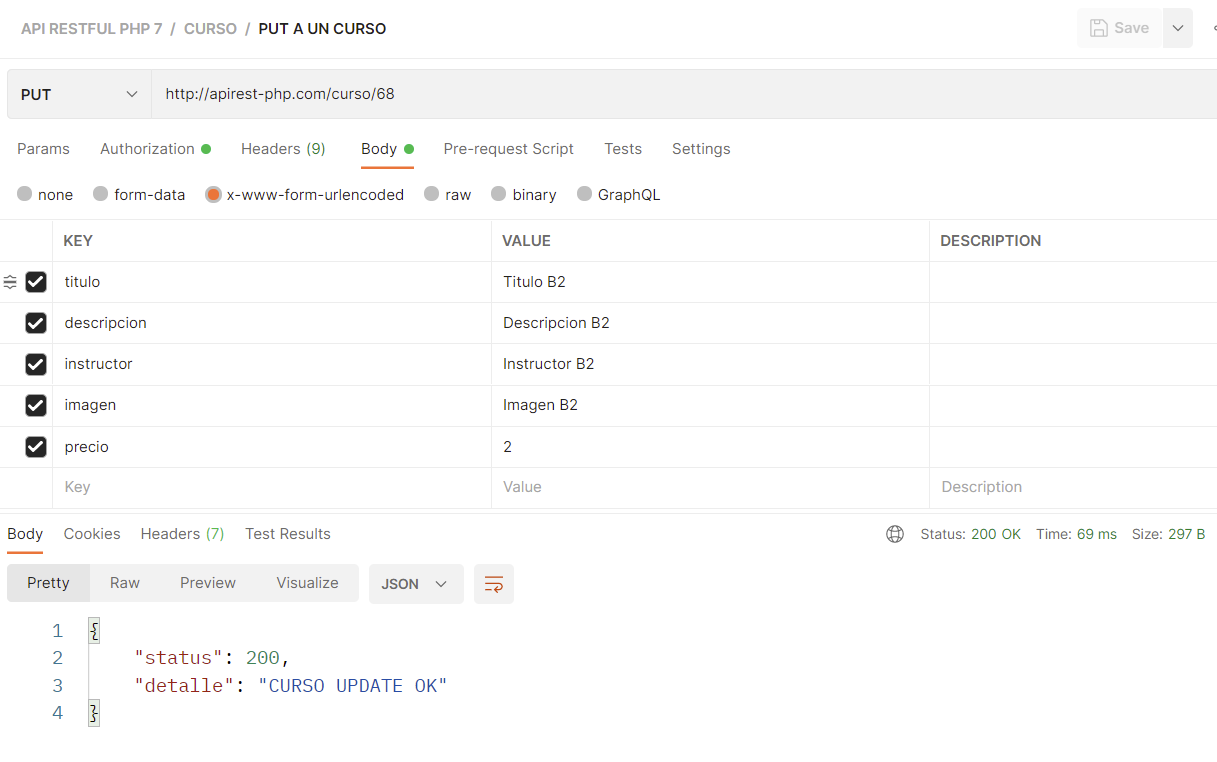 API RESTFUL PHP 7 / CURSO / PUT A UN CURSO Save
PUT http://apirest-php.com/curso/68
Params Authorization Headers (9) Body Pre-request Script Tests Settings
none form-data x-www-form-urlencoded raw binary GraphQL
KEY VALUE DESCRIPTION
titulo Titulo B2
descripcion Descripcion B2
instructor Instructor B2
imagen Imagen B2
precio 2
Key Value Description
Body Cookies Headers (7) Test Results Status: 200 OK Time: 69 ms Size: 297 B
Pretty Raw Preview Visualize JSON
1 {
2 "status": 200,
3 "detalle": "CURSO UPDATE OK"
4 }